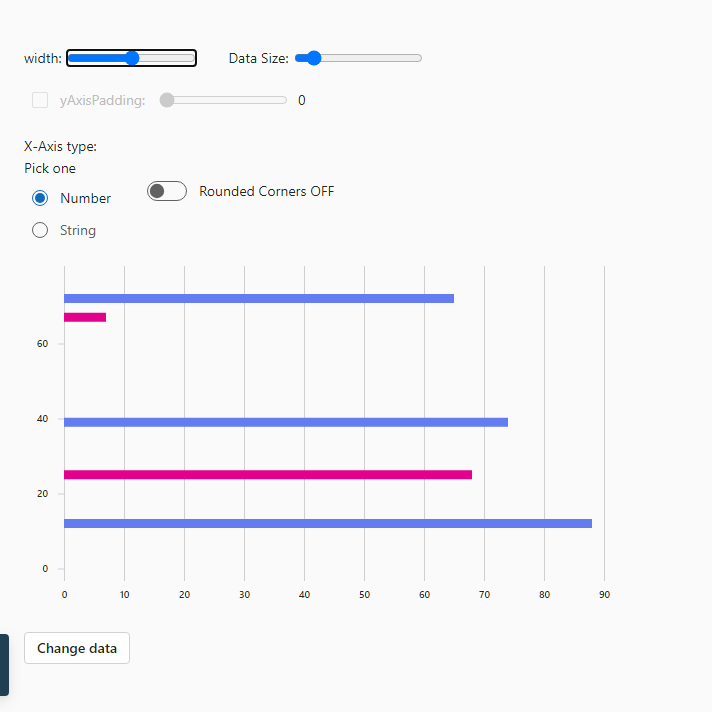 width: Data Size:
yAxisPadding: 0
X-Axis type:
Pick one
Number Rounded Corners OFF
String
60
40
20
0
0 10 20 30 40 50 60 70 80 90
Change data